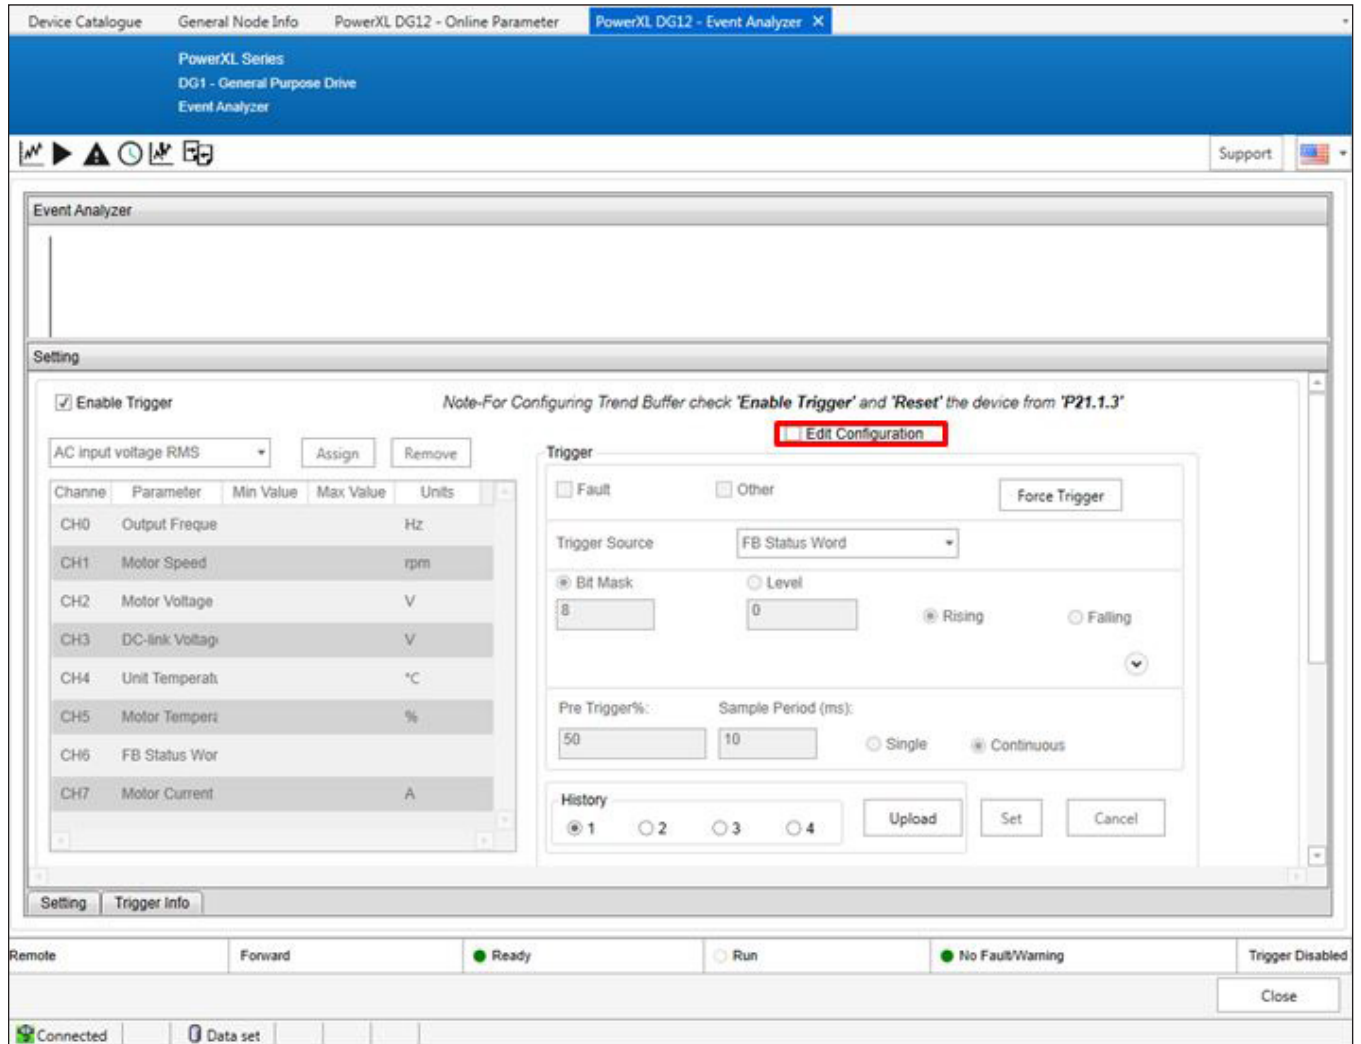 Device Catalogue General Node Info PowerXL DG12 - Online Parameter PowerXL DG12 - Event Analyzer X
PowerXL Series
DG1 - General Purpose Drive
Event Analyzer
Support
Event Analyzer
Setting
Enable Trigger
Note-For Configuring Trend Buffer check 'Enable Trigger' and 'Reset' the device from 'P21.1.3'
Edit Configuration
AC input voltage RMS Assign Remove
Channe Parameter Min Value Max Value Units
CH0 Output Freque Hz
CH1 Motor Speed rpm
CH2 Motor Voltage V
CH3 DC-link Voltag V
CH4 Unit Temperatu °C
CH5 Motor Tempera %
CH6 FB Status Wor
CH7 Motor Current A
Trigger
Fault Other Force Trigger
Trigger Source FB Status Word
Bit Mask Level
8 0 Rising Falling
Pre Trigger%: Sample Period (ms):
50 10 Single Continuous
History
1 2 3 4 Upload Set Cancel
Setting Trigger Info
Remote Forward Ready Run No Fault/Warning Trigger Disabled
Close
Connected Data set